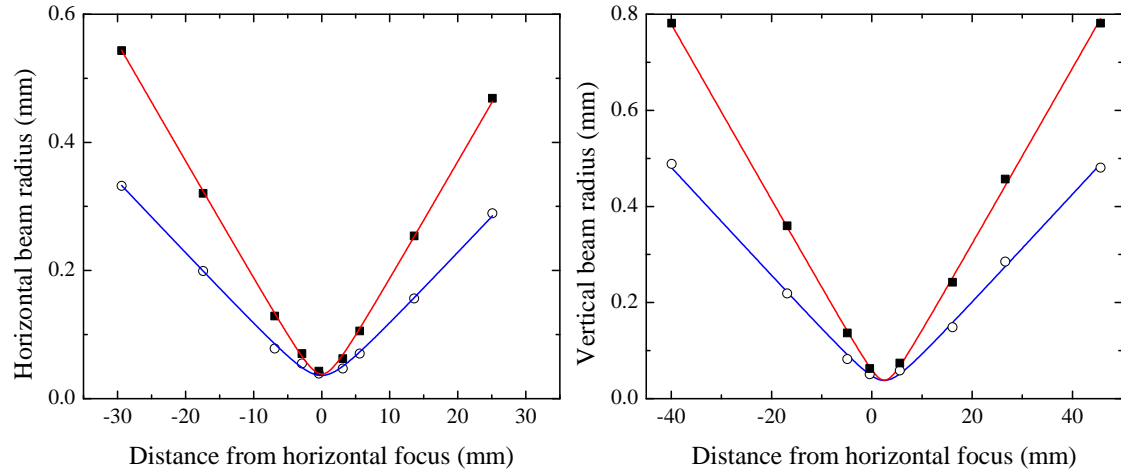 0.6
0.4
0.2
0.0
Horizontal beam radius (mm)
-30 -20 -10 0 10 20 30
Distance from horizontal focus (mm)
0.8
0.6
0.4
0.2
0.0
Vertical beam radius (mm)
-40 -20 0 20 40
Distance from horizontal focus (mm)